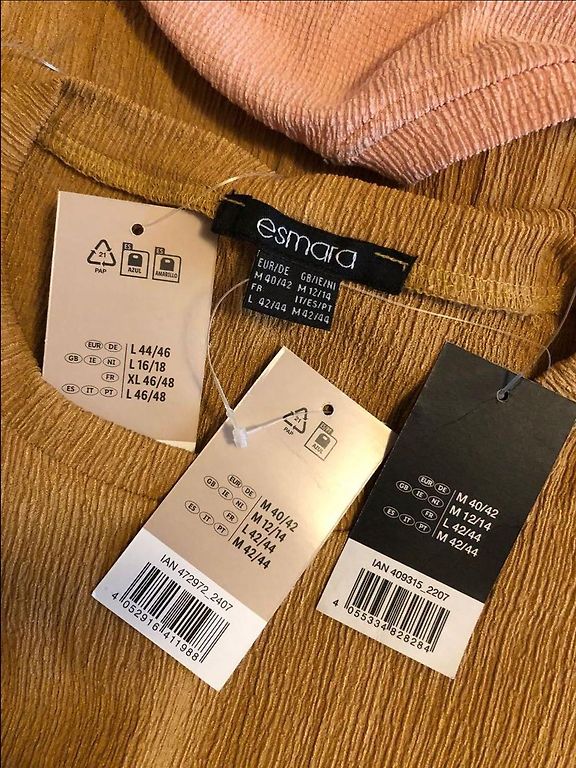 esmara
EUR/DE GB/IE/NI
M 40/42 M 12/14
FR IT/ES/PT
L 42/44 M 42/44
21
PAP
ES
AZUL
ES
AMARILLO
EUR DE L 44/46
GB IE NI L 16/18
FR XL 46/48
ES IT PT L 46/48
21
PAP
AZUL
EUR DE M 40/42
GB IE NI M 12/14
FR L 42/44
ES IT PT M 42/44
IAN 472972_2407
4 052916 411988
EUR DE M 40/42
GB IE NI M 12/14
FR L 42/44
ES IT PT M 42/44
IAN 409315_2207
4 055334 828284